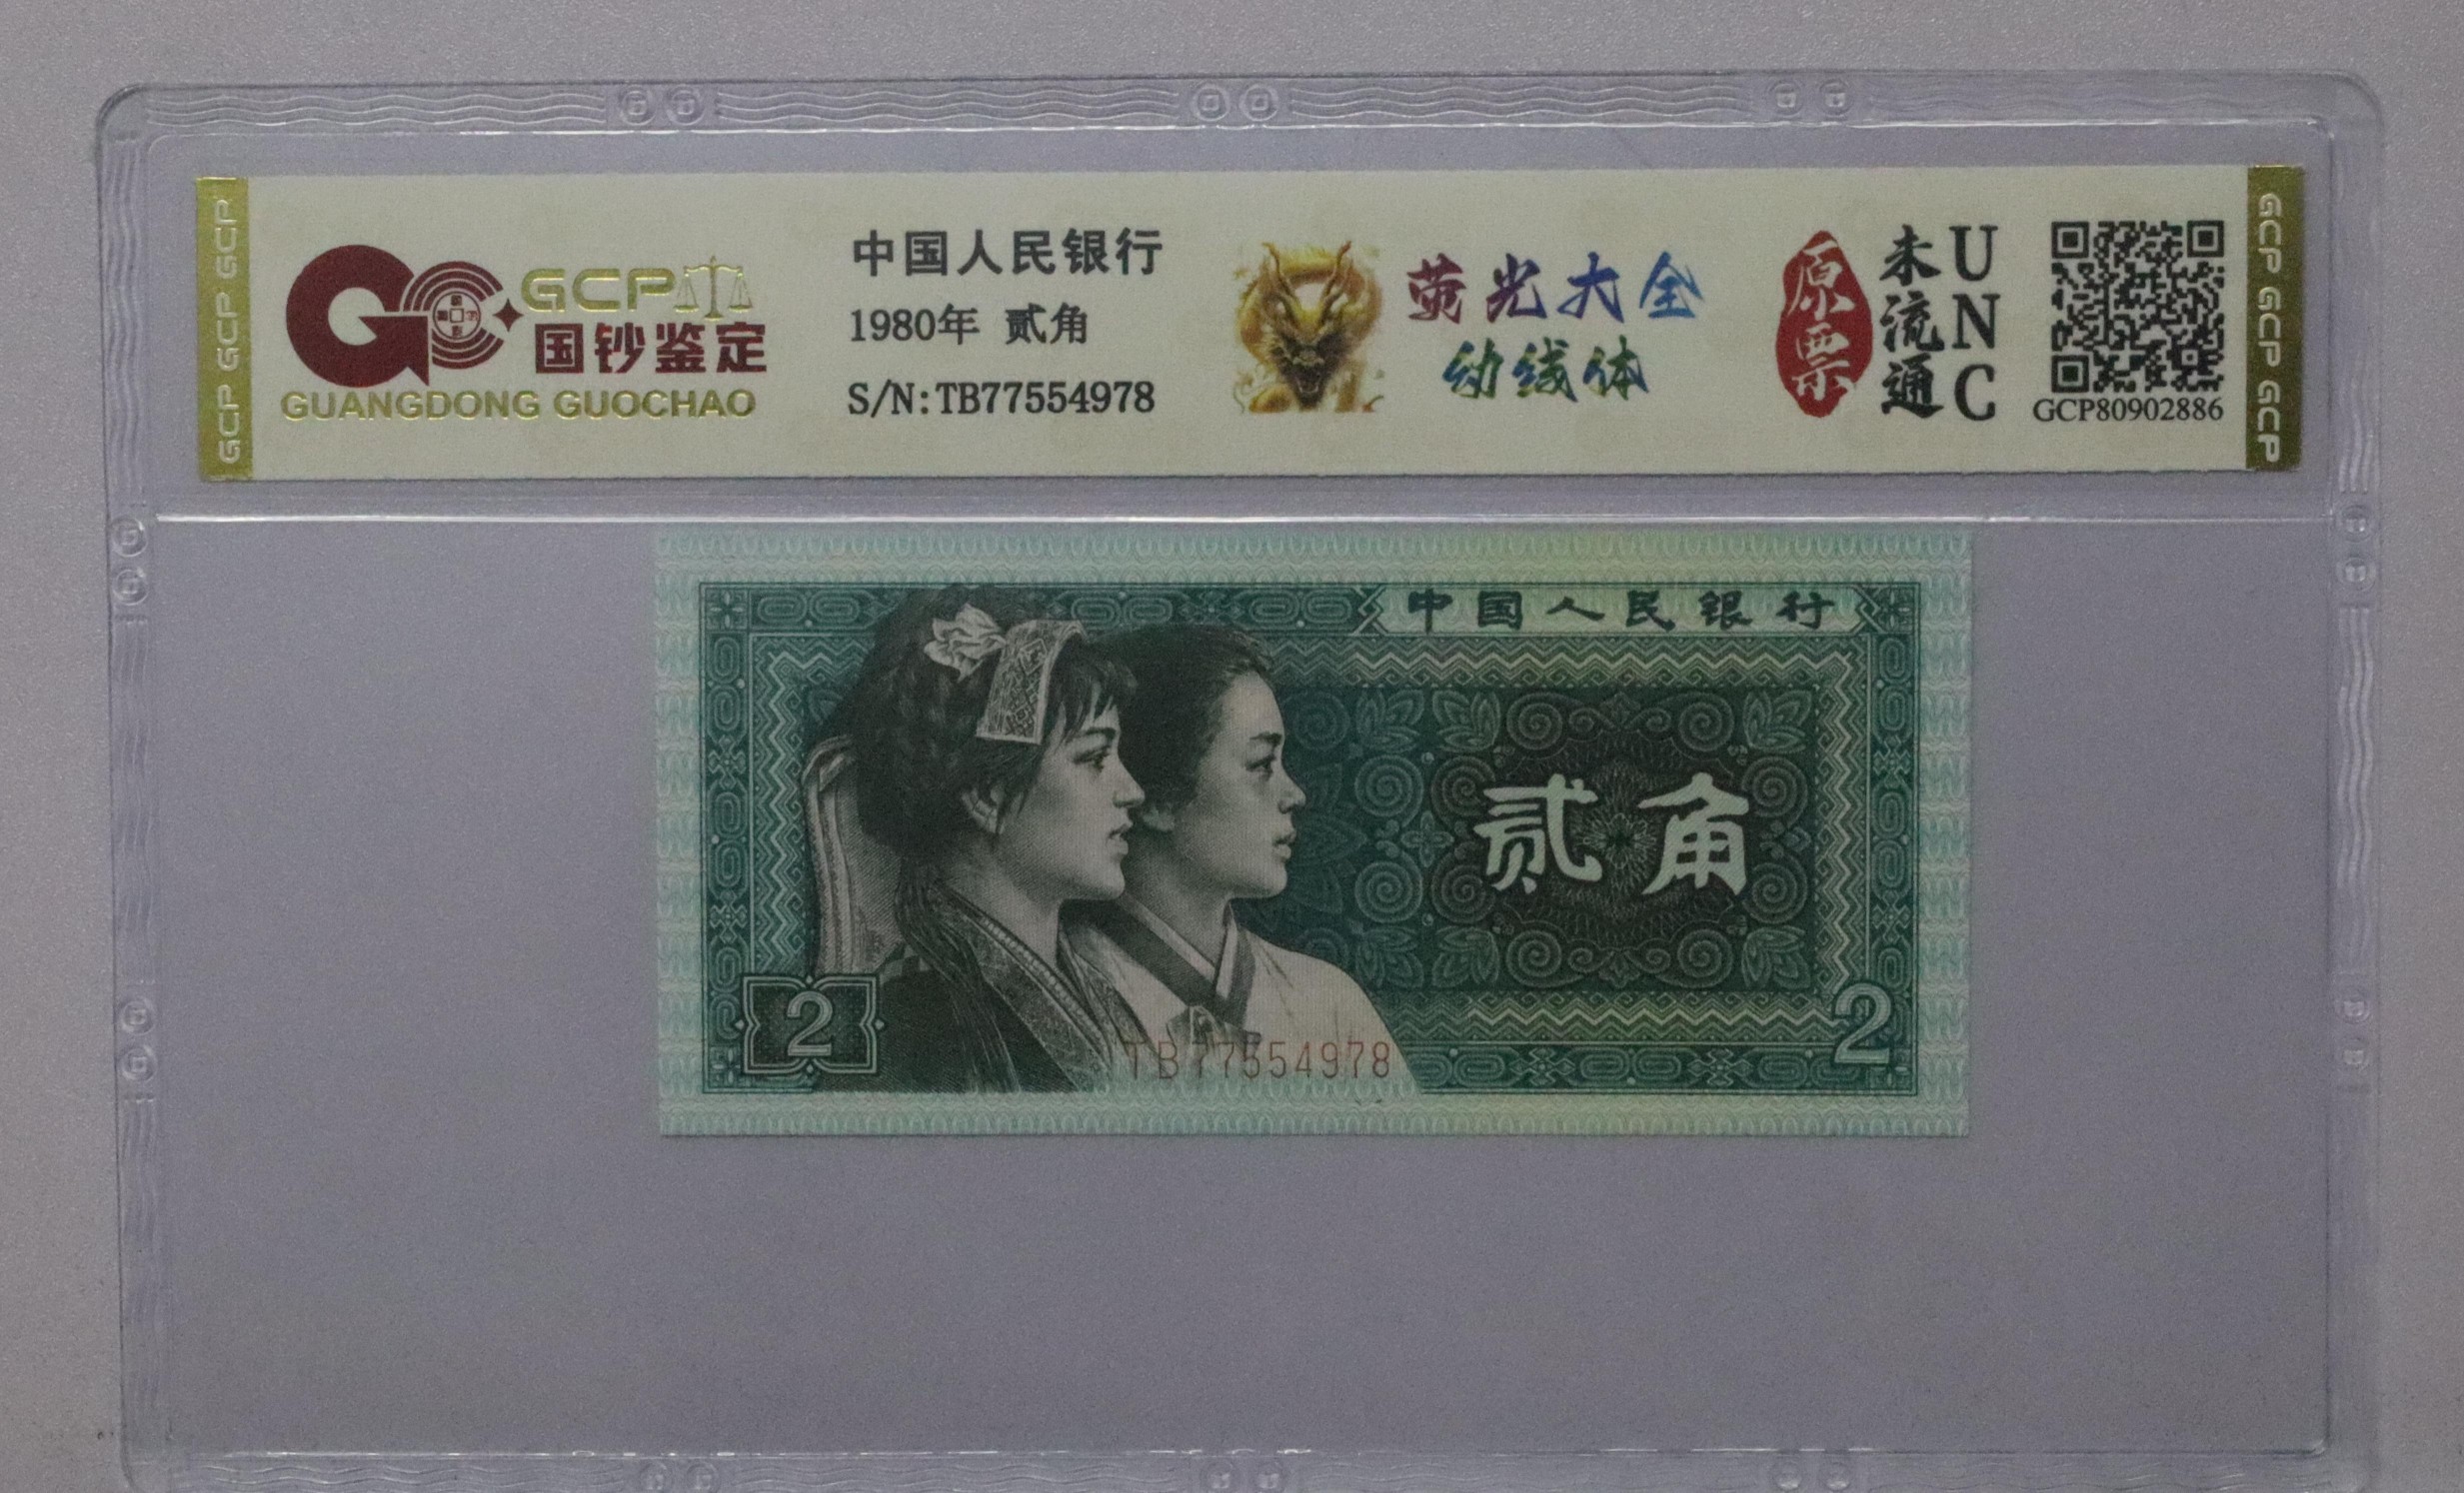 GCP GCP GCP
GCP
国钞鉴定
GUANGDONG GUOCHAO
中国人民银行
1980年 贰角
S/N:TB77554978
荧光大全
幼线体
原票
未流通
UNC
GCP80902886
GCP GCP GCP
中国人民银行
贰角
2
2
TB77554978